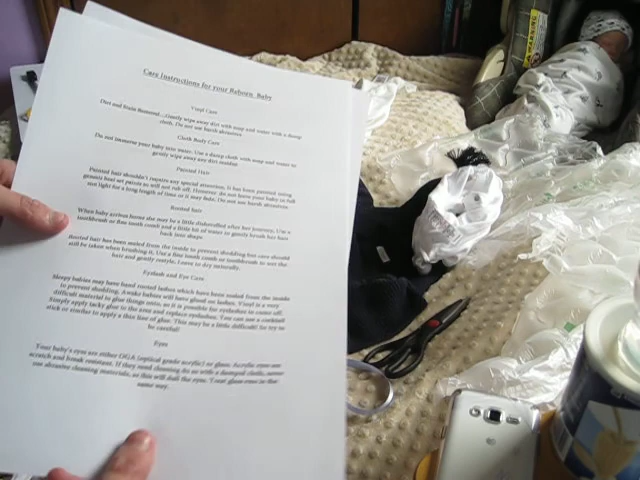 Care Instructions for your Reborn Baby
Vinyl Care
Dirt and Stain Removal...Gently wipe away dirt with soap and water with a damp
cloth. Do not use harsh abrasives.
Cloth Body Care
Do not immerse your baby into water. Use a damp cloth with soap and water to
gently wipe away any dirt residue.
Painted Hair
Painted hair shouldn't require any special attention. It has been painted using
genesis heat set paints so will not rub off. However, do not leave your baby in full
sun light for a long length of time or it may fade. Do not use harsh abrasives.
Rooted hair
When baby arrives home she may be a little dishevelled after her journey. Use a
toothbrush or fine tooth comb and a little bit of water to gently brush her hair
back into shape.
Rooted hair has been sealed from the inside to prevent shedding but care should
still be taken when brushing it. Use a fine tooth comb or toothbrush to wet the
hair and gently restyle. Leave to dry naturally.
Eyelash and Eye Care
Sleepy babies may have hand rooted lashes which have been sealed from the inside
to prevent shedding. Awake babies will have glued on lashes. Vinyl is a very
difficult material to glue things onto, so it is possible for eyelashes to come off.
Simply apply tacky glue to the area and replace eyelashes. You can use a cocktail
stick or similar to apply a thin line of glue. This may be a little difficult! So try to
be careful!
Eyes
Your baby's eyes are either OGA (optical grade acrylic) or glass. Acrylic eyes are
scratch and break resistant. If they need cleaning do so with a damped cloth, never
use abrasive cleaning materials, as this will dull the eyes. Treat glass eyes in the
same way.